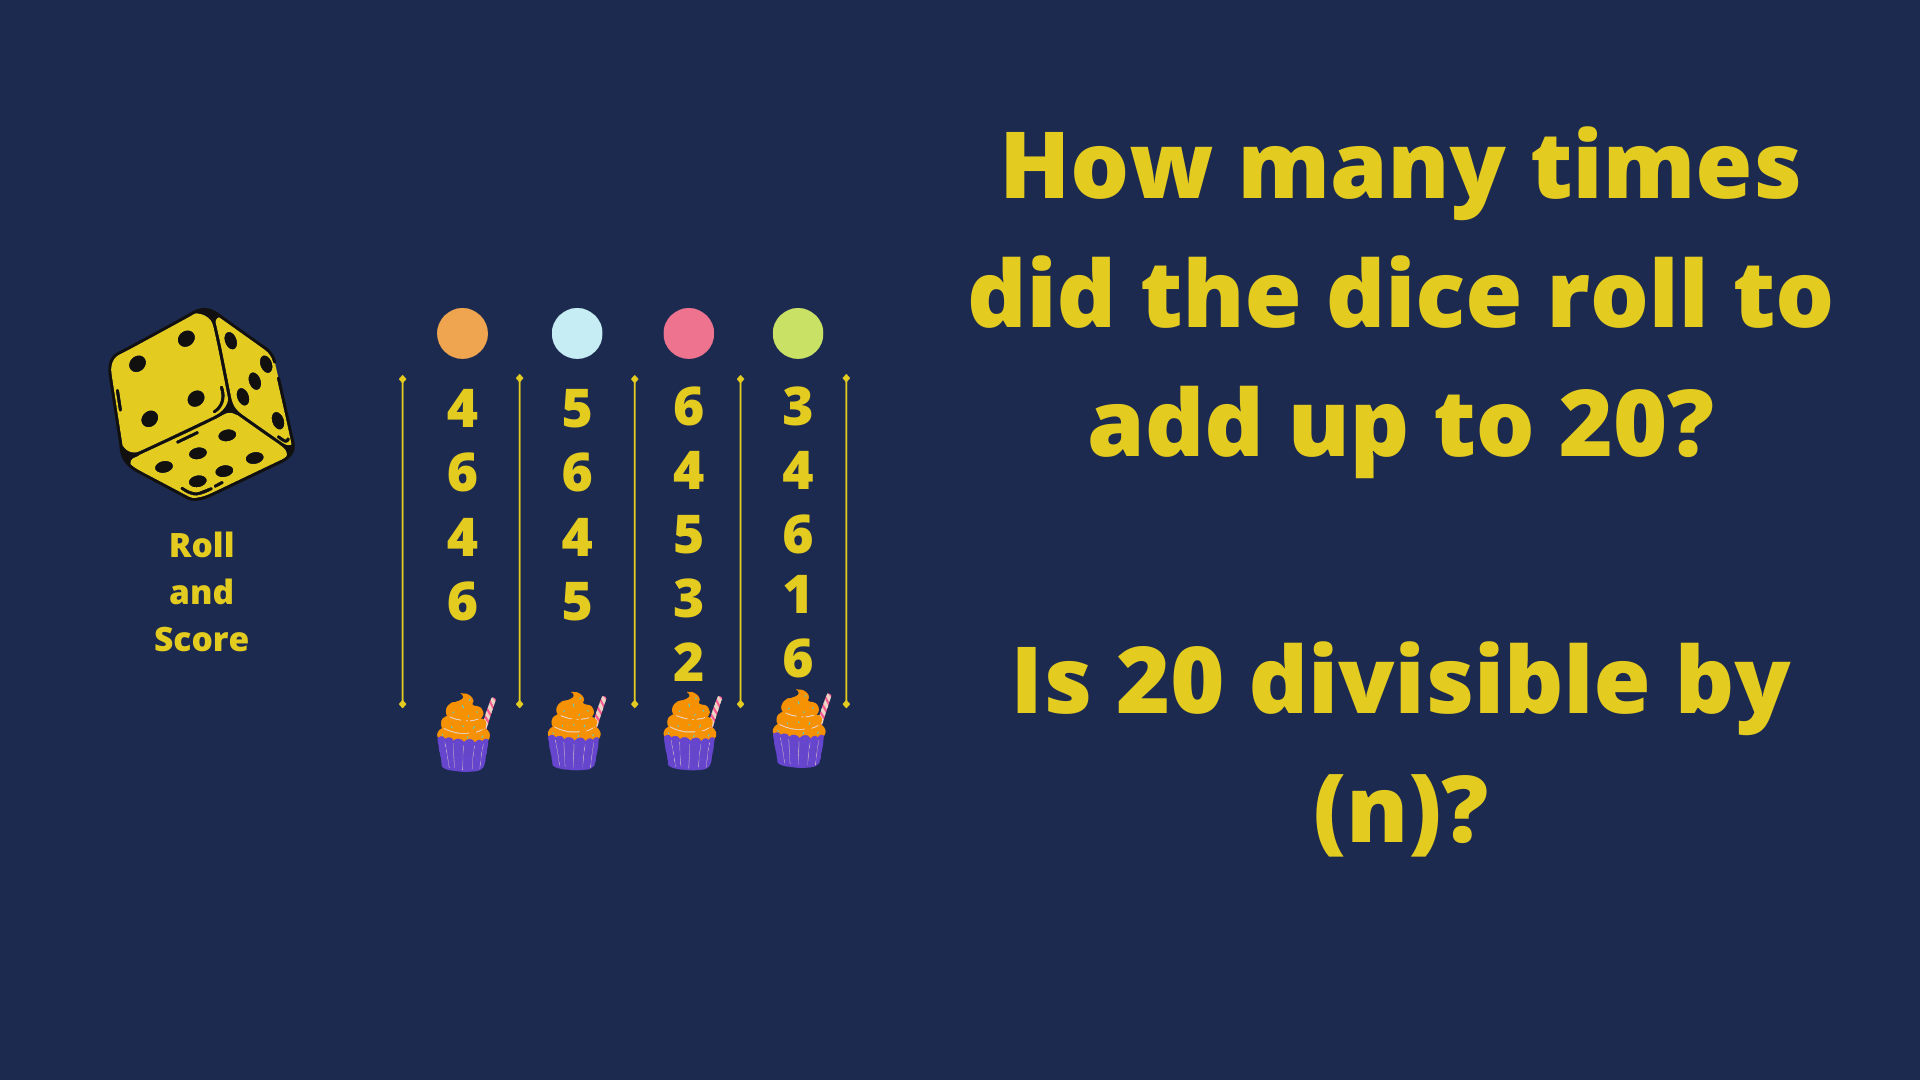 How many times
did the dice roll to
add up to 20?
Is 20 divisible by
(n)?
Roll
and
Score
4 5 6 3
6 6 4 4
4 4 5 6
6 5 3 1
2 6